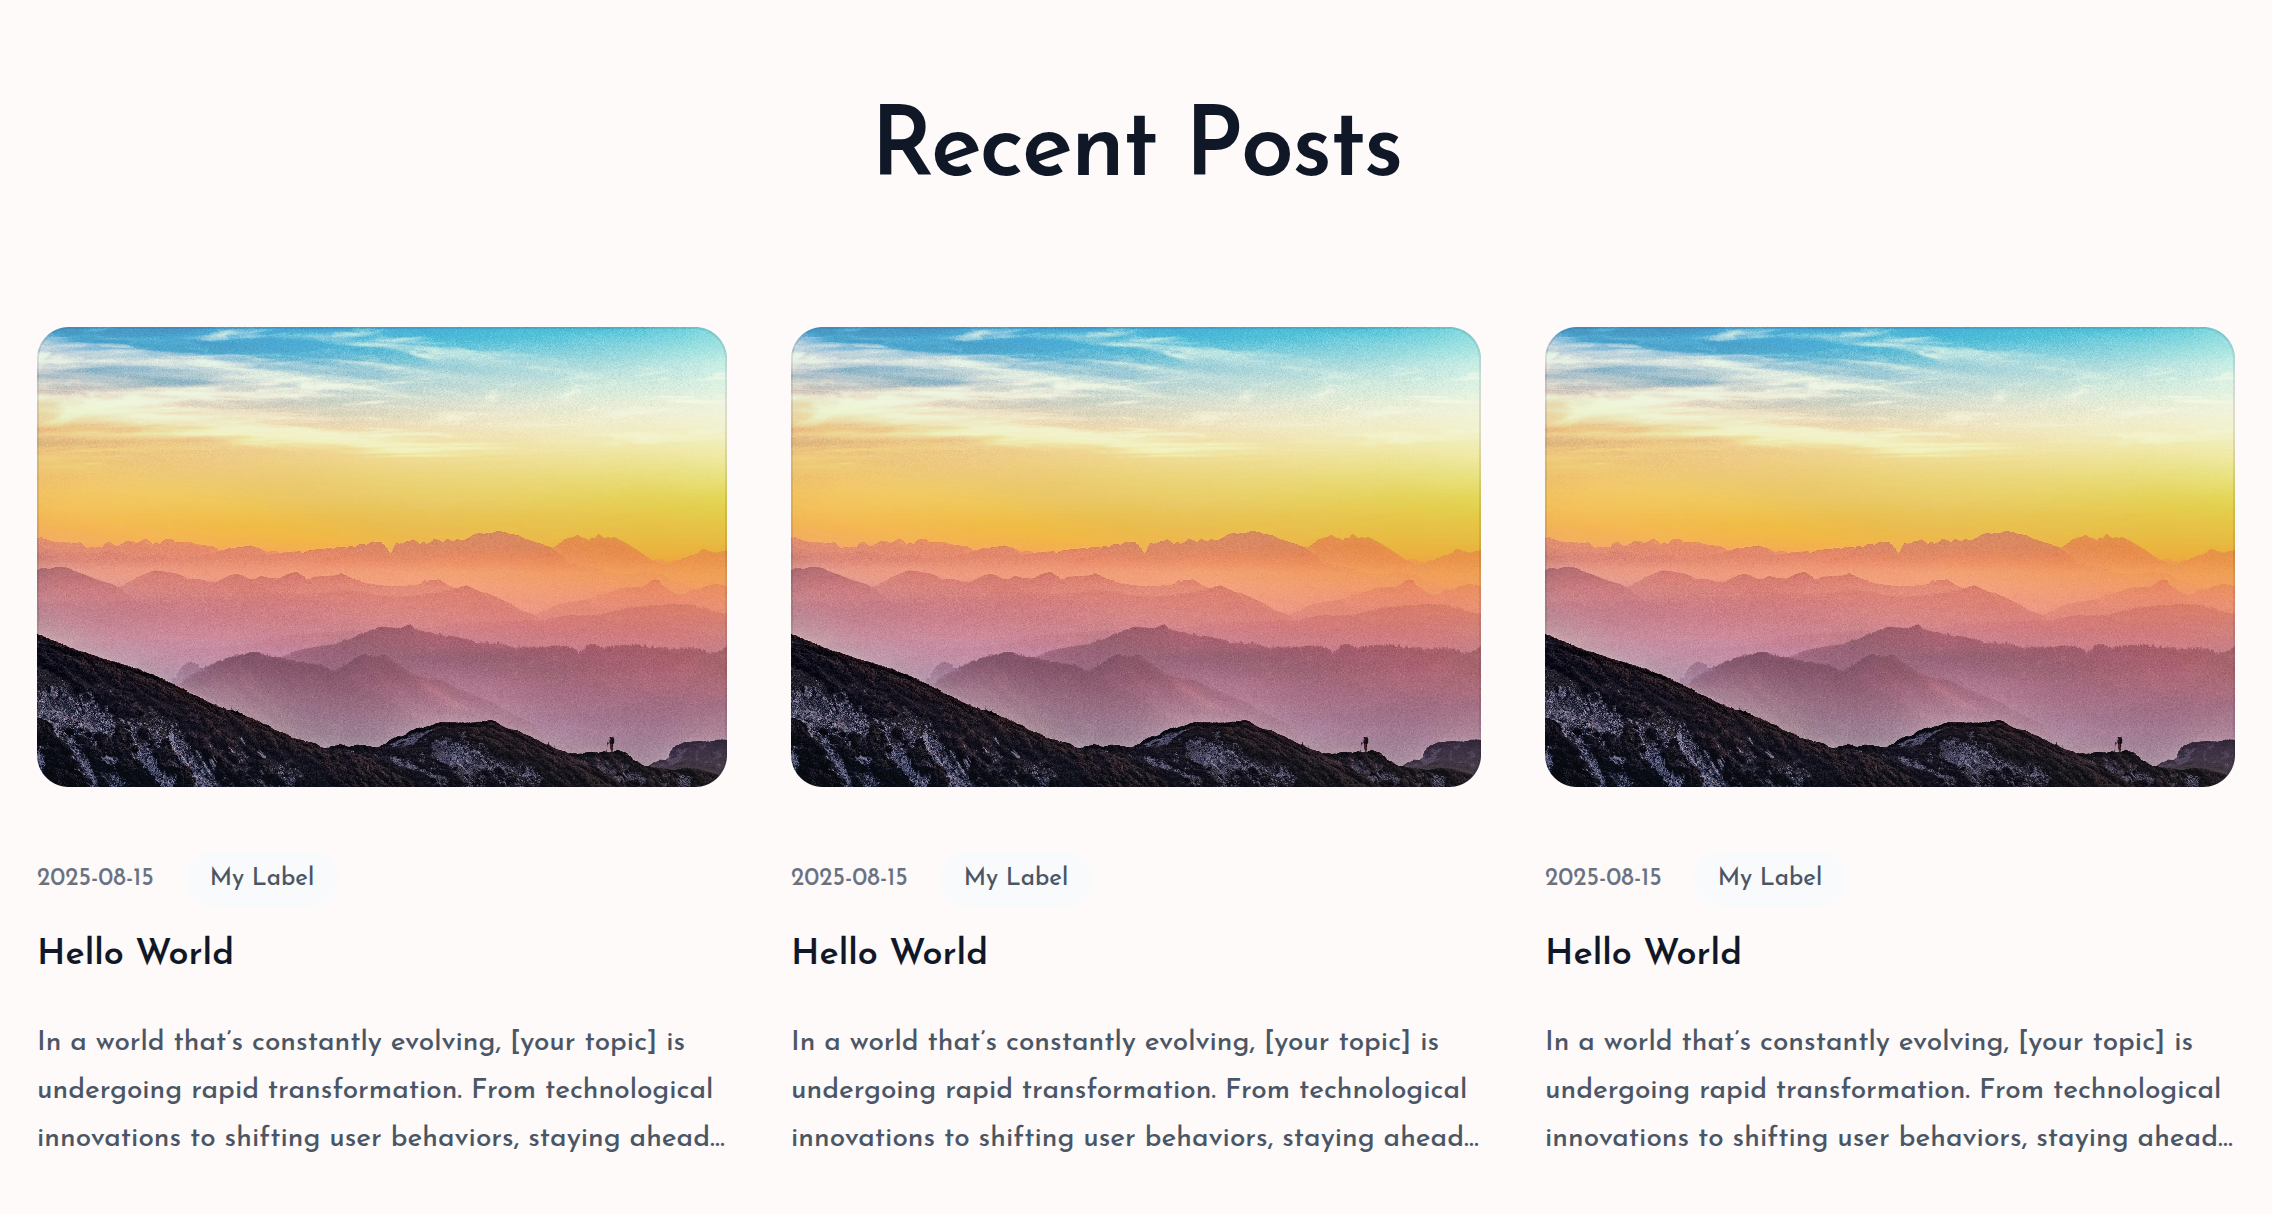 Recent Posts
2025-08-15 My Label
Hello World
In a world that's constantly evolving, [your topic] is
undergoing rapid transformation. From technological
innovations to shifting user behaviors, staying ahead...
2025-08-15 My Label
Hello World
In a world that's constantly evolving, [your topic] is
undergoing rapid transformation. From technological
innovations to shifting user behaviors, staying ahead...
2025-08-15 My Label
Hello World
In a world that's constantly evolving, [your topic] is
undergoing rapid transformation. From technological
innovations to shifting user behaviors, staying ahead...